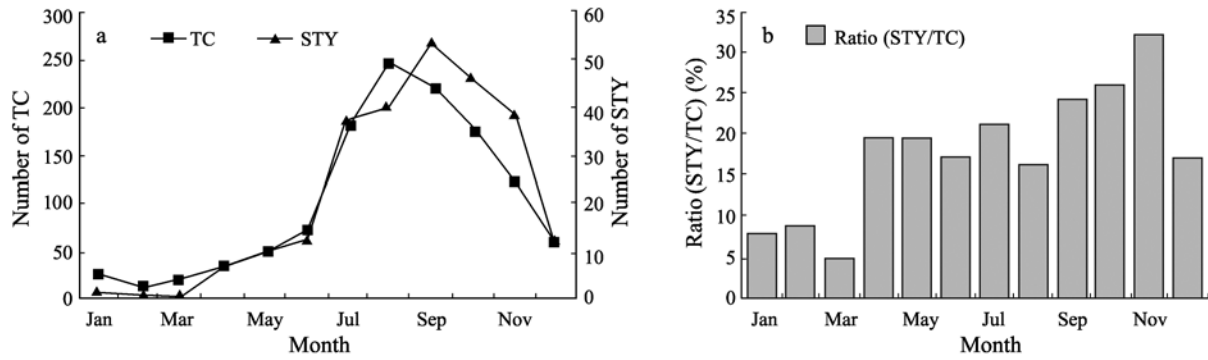 a
TC
STY
300
250
200
150
100
50
0
Number of TC
60
50
40
30
20
10
0
Number of STY
Jan
Mar
May
Jul
Sep
Nov
Month
b
Ratio (STY/TC)
35
30
25
20
15
10
5
0
Ratio (STY/TC) (%)
Jan
Mar
May
Jul
Sep
Nov
Month